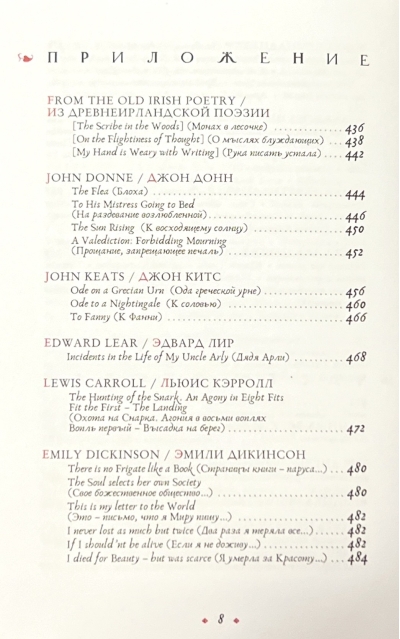 ПРИЛОЖЕНИЕ
FROM THE OLD IRISH POETRY /
ИЗ ДРЕВНЕИРЛАНДСКОЙ ПОЭЗИИ
[The Scribe in the Woods] (Монах в лесочке) 436
[On the Flightiness of Thought] (О мыслях блуждающих) 438
[My Hand is Weary with Writing] (Рука писать устала) 442
JOHN DONNE / ДЖОН ДОНН
The Flea (Блоха) 444
To His Mistress Going to Bed
(На раздевание возлюбленной) 446
The Sun Rising (К восходящему солнцу) 450
A Valediction: Forbidding Mourning
(Прощание, запрещающее печаль) 452
JOHN KEATS / ДЖОН КИТС
Ode on a Grecian Urn (Ода греческой урне) 456
Ode to a Nightingale (К соловью) 460
To Fanny (К Фанни) 466
EDWARD LEAR / ЭДВАРД ЛИР
Incidents in the Life of My Uncle Arly (Дядя Арли) 468
LEWIS CARROLL / ЛЬЮИС КЭРРОЛЛ
The Hunting of the Snark. An Agony in Eight Fits
Fit the First – The Landing
(Охота на Снарка. Агония в восьми воплях
Вопль первый – Высадка на берег) 472
EMILY DICKINSON / ЭМИЛИ ДИКИНСОН
There is no Frigate like a Book (Страницы книги – паруса...) 480
The Soul selects her own Society
(Свое божественное общество...) 480
This is my letter to the World
(Это – письмо, что я Миру пишу...) 482
I never lost as much but twice (Два раза я теряла все...) 482
If I should'nt be alive (Если я не доживу...) 482
I died for Beauty – but was scarce (Я умерла за Красоту...) 484
8